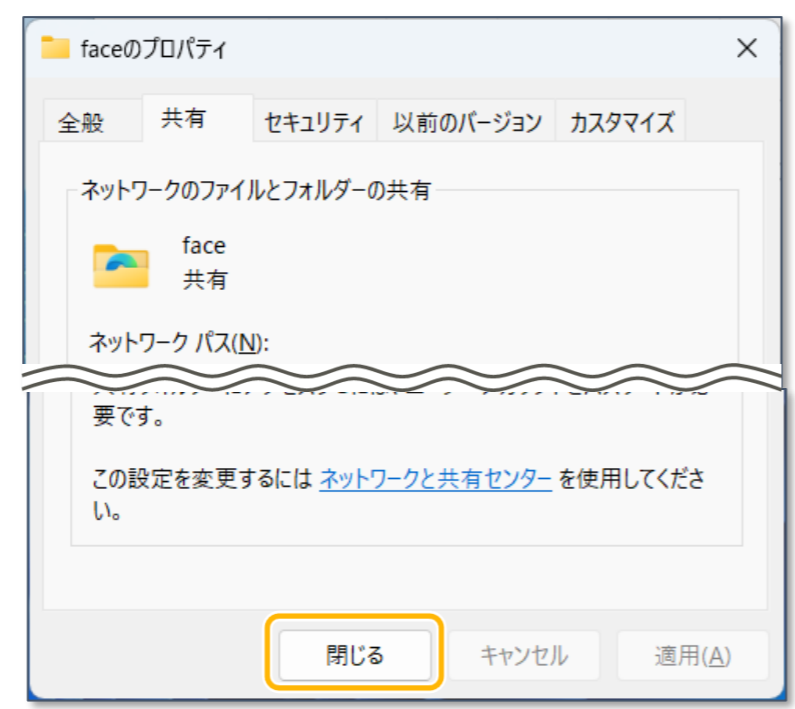 faceのプロパティ
全般 共有 セキュリティ 以前のバージョン カスタマイズ
ネットワークのファイルとフォルダーの共有
face
共有
ネットワーク パス(N):
要です。
この設定を変更するには ネットワークと共有センター を使用してくださ
い。
閉じる キャンセル 適用(A)